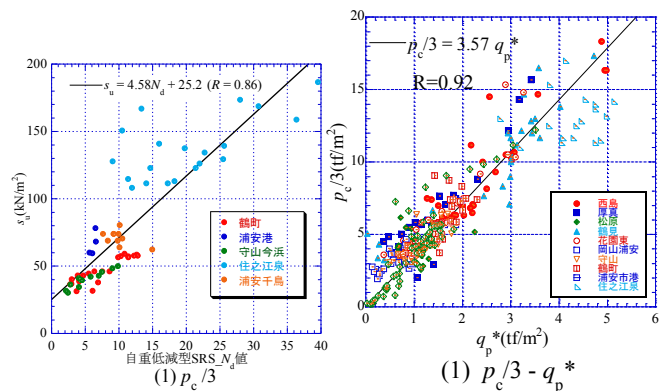 s_u = 4.58N_d + 25.2 (R = 0.86)
s_u (kN/m²)
200
150
100
50
0
鶴町
浦安港
守山今浜
住之江泉
浦安千鳥
0 5 10 15 20 25 30 35 40
自重低減型SRS_N_d値
(1) p_c /3
p_c/3 = 3.57 q_p*
R=0.92
p_c/3(tf/m²)
20
15
10
5
0
西島
厚真
松原
鶴見
花園東
岡山浦安
守山
鶴町
浦安市港
住之江泉
0 1 2 3 4 5 6
q_p*(tf/m²)
(1) p_c/3 - q_p*